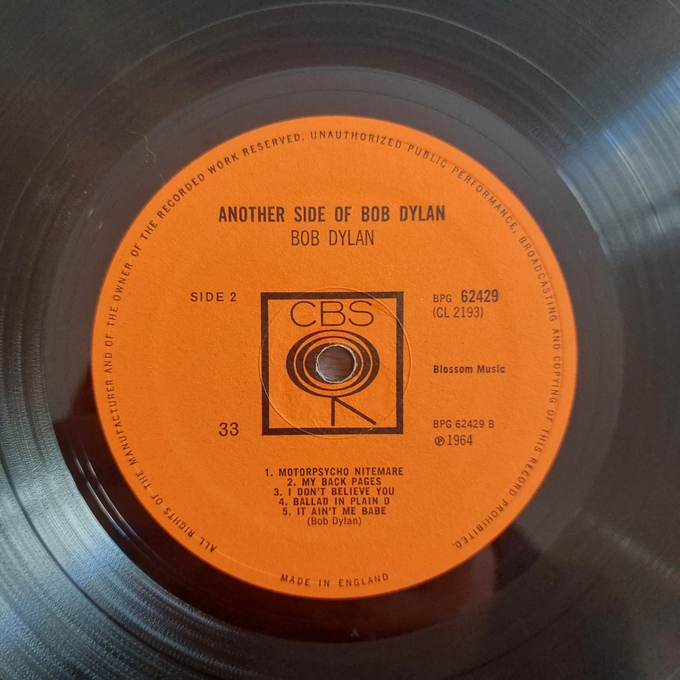 ALL RIGHTS OF THE MANUFACTURER AND OF THE OWNER OF THE RECORDED WORK RESERVED. UNAUTHORIZED PUBLIC PERFORMANCE, BROADCASTING AND COPYING OF THIS RECORD PROHIBITED.
ANOTHER SIDE OF BOB DYLAN
BOB DYLAN
SIDE 2
CBS
BPG 62429
(CL 2193)
Blossom Music
33
BPG 62429 B
℗ 1964
1. MOTORPSYCHO NITEMARE
2. MY BACK PAGES
3. I DON'T BELIEVE YOU
4. BALLAD IN PLAIN D
5. IT AIN'T ME BABE
(Bob Dylan)
MADE IN ENGLAND